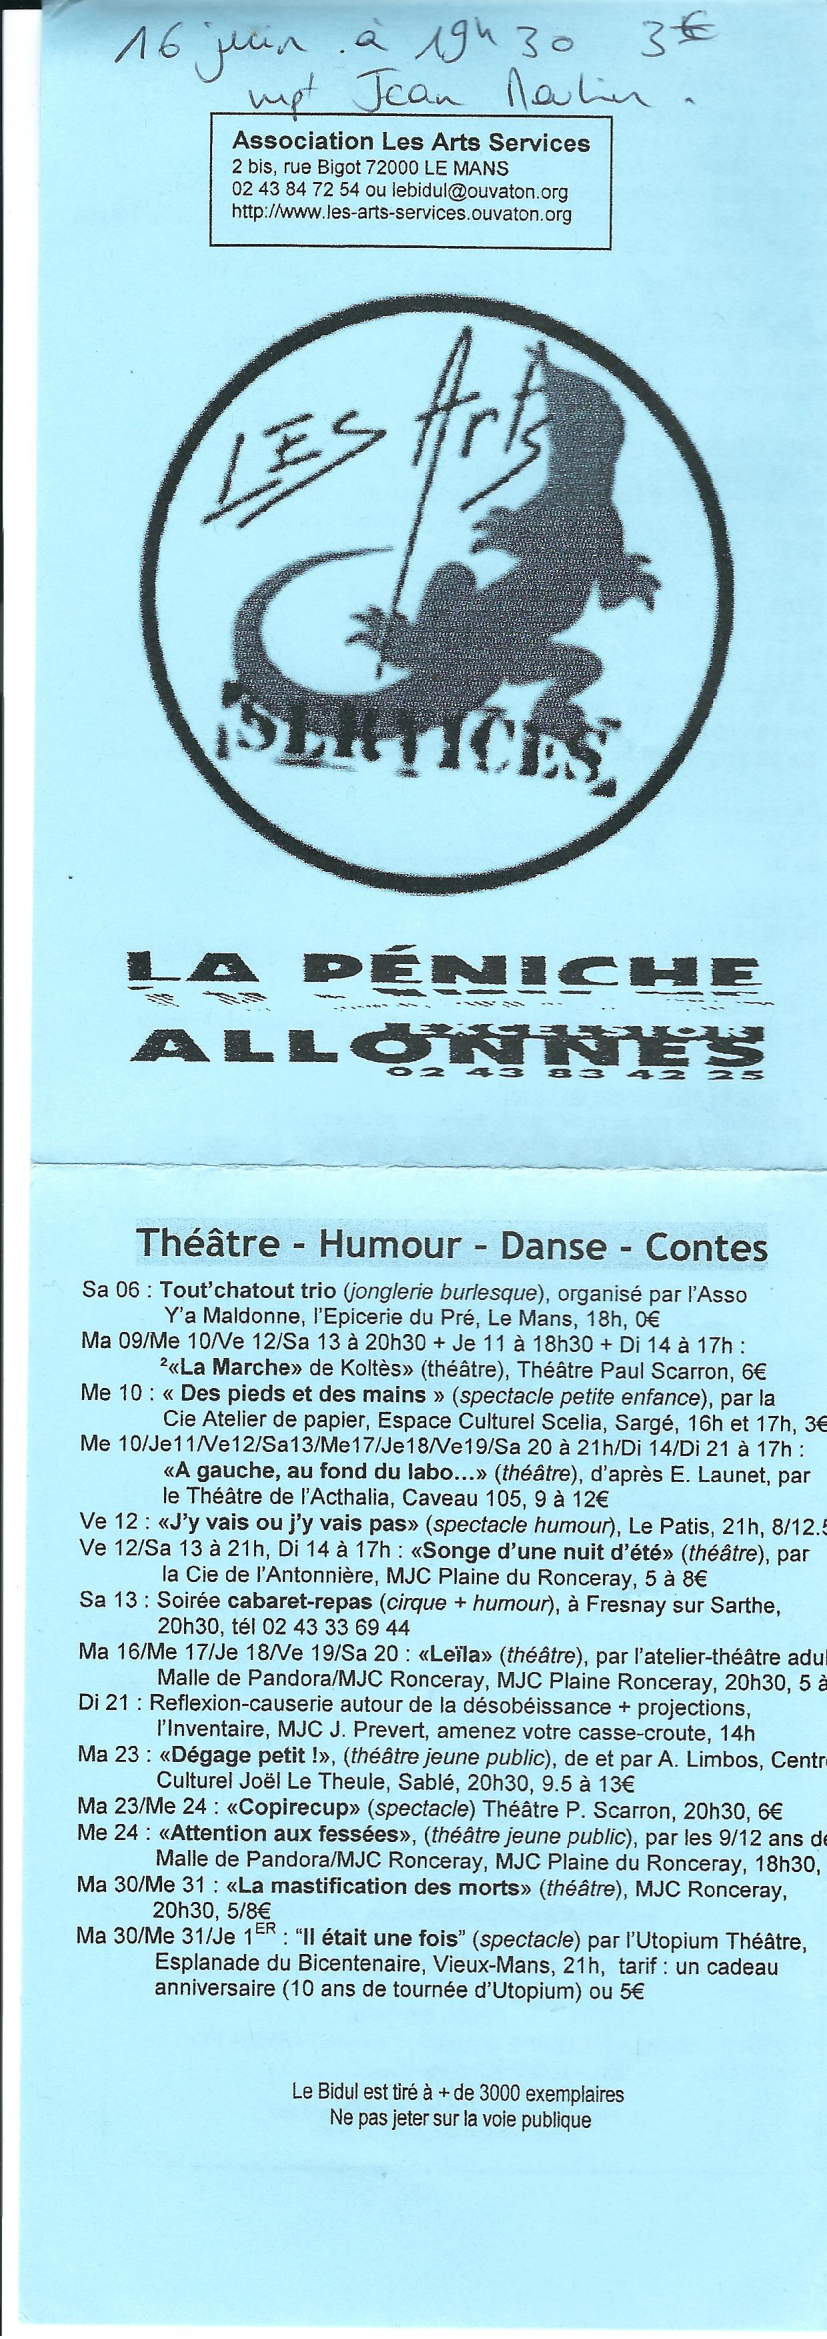 16 juin . à 19h30 3€
Jean Moulin .
Association Les Arts Services
2 bis, rue Bigot 72000 LE MANS
02 43 84 72 54 ou lebidul@ouvaton.org
http://www.les-arts-services.ouvaton.org
LES Arts
SERVICES
LA PÉNICHE
EXCELSIOR
ALLONNES
02 43 83 42 25
Théâtre - Humour - Danse - Contes
Sa 06 : Tout'chatout trio (jonglerie burlesque), organisé par l'Asso
Y'a Maldonne, l'Epicerie du Pré, Le Mans, 18h, 0€
Ma 09/Me 10/Ve 12/Sa 13 à 20h30 + Je 11 à 18h30 + Di 14 à 17h :
²«La Marche» de Koltès» (théâtre), Théâtre Paul Scarron, 6€
Me 10 : « Des pieds et des mains » (spectacle petite enfance), par la
Cie Atelier de papier, Espace Culturel Scelia, Sargé, 16h et 17h, 3€
Me 10/Je11/Ve12/Sa13/Me17/Je18/Ve19/Sa 20 à 21h/Di 14/Di 21 à 17h :
«A gauche, au fond du labo...» (théâtre), d'après E. Launet, par
le Théâtre de l'Acthalia, Caveau 105, 9 à 12€
Ve 12 : «J'y vais ou j'y vais pas» (spectacle humour), Le Patis, 21h, 8/12.5
Ve 12/Sa 13 à 21h, Di 14 à 17h : «Songe d'une nuit d'été» (théâtre), par
la Cie de l'Antonnière, MJC Plaine du Ronceray, 5 à 8€
Sa 13 : Soirée cabaret-repas (cirque + humour), à Fresnay sur Sarthe,
20h30, tél 02 43 33 69 44
Ma 16/Me 17/Je 18/Ve 19/Sa 20 : «Leïla» (théâtre), par l'atelier-théâtre adul
Malle de Pandora/MJC Ronceray, MJC Plaine Ronceray, 20h30, 5 à
Di 21 : Reflexion-causerie autour de la désobéissance + projections,
l'Inventaire, MJC J. Prevert, amenez votre casse-croute, 14h
Ma 23 : «Dégage petit !», (théâtre jeune public), de et par A. Limbos, Centre
Culturel Joël Le Theule, Sablé, 20h30, 9.5 à 13€
Ma 23/Me 24 : «Copirecup» (spectacle) Théâtre P. Scarron, 20h30, 6€
Me 24 : «Attention aux fessées», (théâtre jeune public), par les 9/12 ans de
Malle de Pandora/MJC Ronceray, MJC Plaine du Ronceray, 18h30,
Ma 30/Me 31 : «La mastification des morts» (théâtre), MJC Ronceray,
20h30, 5/8€
Ma 30/Me 31/Je 1ER : "Il était une fois" (spectacle) par l'Utopium Théâtre,
Esplanade du Bicentenaire, Vieux-Mans, 21h, tarif : un cadeau
anniversaire (10 ans de tournée d'Utopium) ou 5€
Le Bidul est tiré à + de 3000 exemplaires
Ne pas jeter sur la voie publique